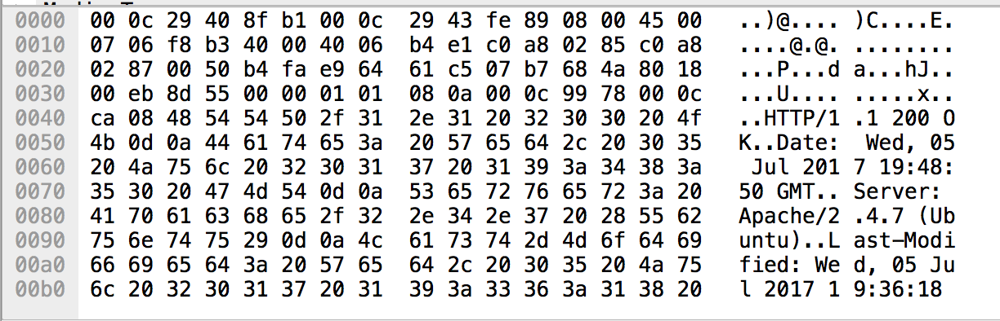 0000 00 0c 29 40 8f b1 00 0c 29 43 fe 89 08 00 45 00 ..)@.... )C....E.
0010 07 06 f8 b3 40 00 40 06 b4 e1 c0 a8 02 85 c0 a8 ....@.@. ........
0020 02 87 00 50 b4 fa e9 64 61 c5 07 b7 68 4a 80 18 ...P...d a...hJ..
0030 00 eb 8d 55 00 00 01 01 08 0a 00 0c 99 78 00 0c ...U.... .....x..
0040 ca 08 48 54 54 50 2f 31 2e 31 20 32 30 30 20 4f ..HTTP/1 .1 200 O
0050 4b 0d 0a 44 61 74 65 3a 20 57 65 64 2c 20 30 35 K..Date:  Wed, 05
0060 20 4a 75 6c 20 32 30 31 37 20 31 39 3a 34 38 3a  Jul 201 7 19:48:
0070 35 30 20 47 4d 54 0d 0a 53 65 72 76 65 72 3a 20 50 GMT.. Server:
0080 41 70 61 63 68 65 2f 32 2e 34 2e 37 20 28 55 62 Apache/2 .4.7 (Ub
0090 75 6e 74 75 29 0d 0a 4c 61 73 74 2d 4d 6f 64 69 untu)..L ast-Modi
00a0 66 69 65 64 3a 20 57 65 64 2c 20 30 35 20 4a 75 fied: We d, 05 Ju
00b0 6c 20 32 30 31 37 20 31 39 3a 33 36 3a 31 38 20 l 2017 1 9:36:18